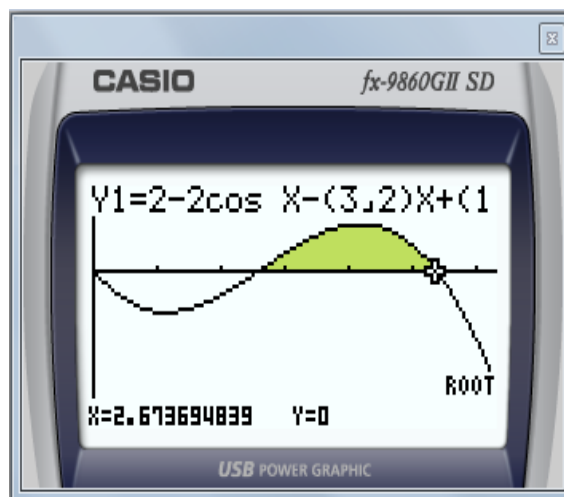 CASIO fx-9860GII SD
Y1=2-2cos X-(3⌟2)X+(1
ROOT
X=2.673694839 Y=0
USB POWER GRAPHIC